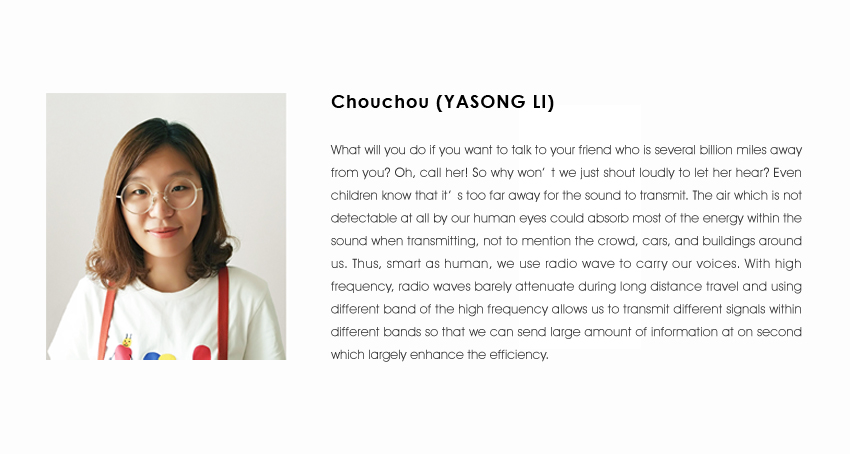 Chouchou (YASONG LI)
What will you do if you want to talk to your friend who is several billion miles away
from you? Oh, call her! So why won’ t we just shout loudly to let her hear? Even
children know that it’ s too far away for the sound to transmit. The air which is not
detectable at all by our human eyes could absorb most of the energy within the
sound when transmitting, not to mention the crowd, cars, and buildings around
us. Thus, smart as human, we use radio wave to carry our voices. With high
frequency, radio waves barely attenuate during long distance travel and using
different band of the high frequency allows us to transmit different signals within
different bands so that we can send large amount of information at on second
which largely enhance the efficiency.